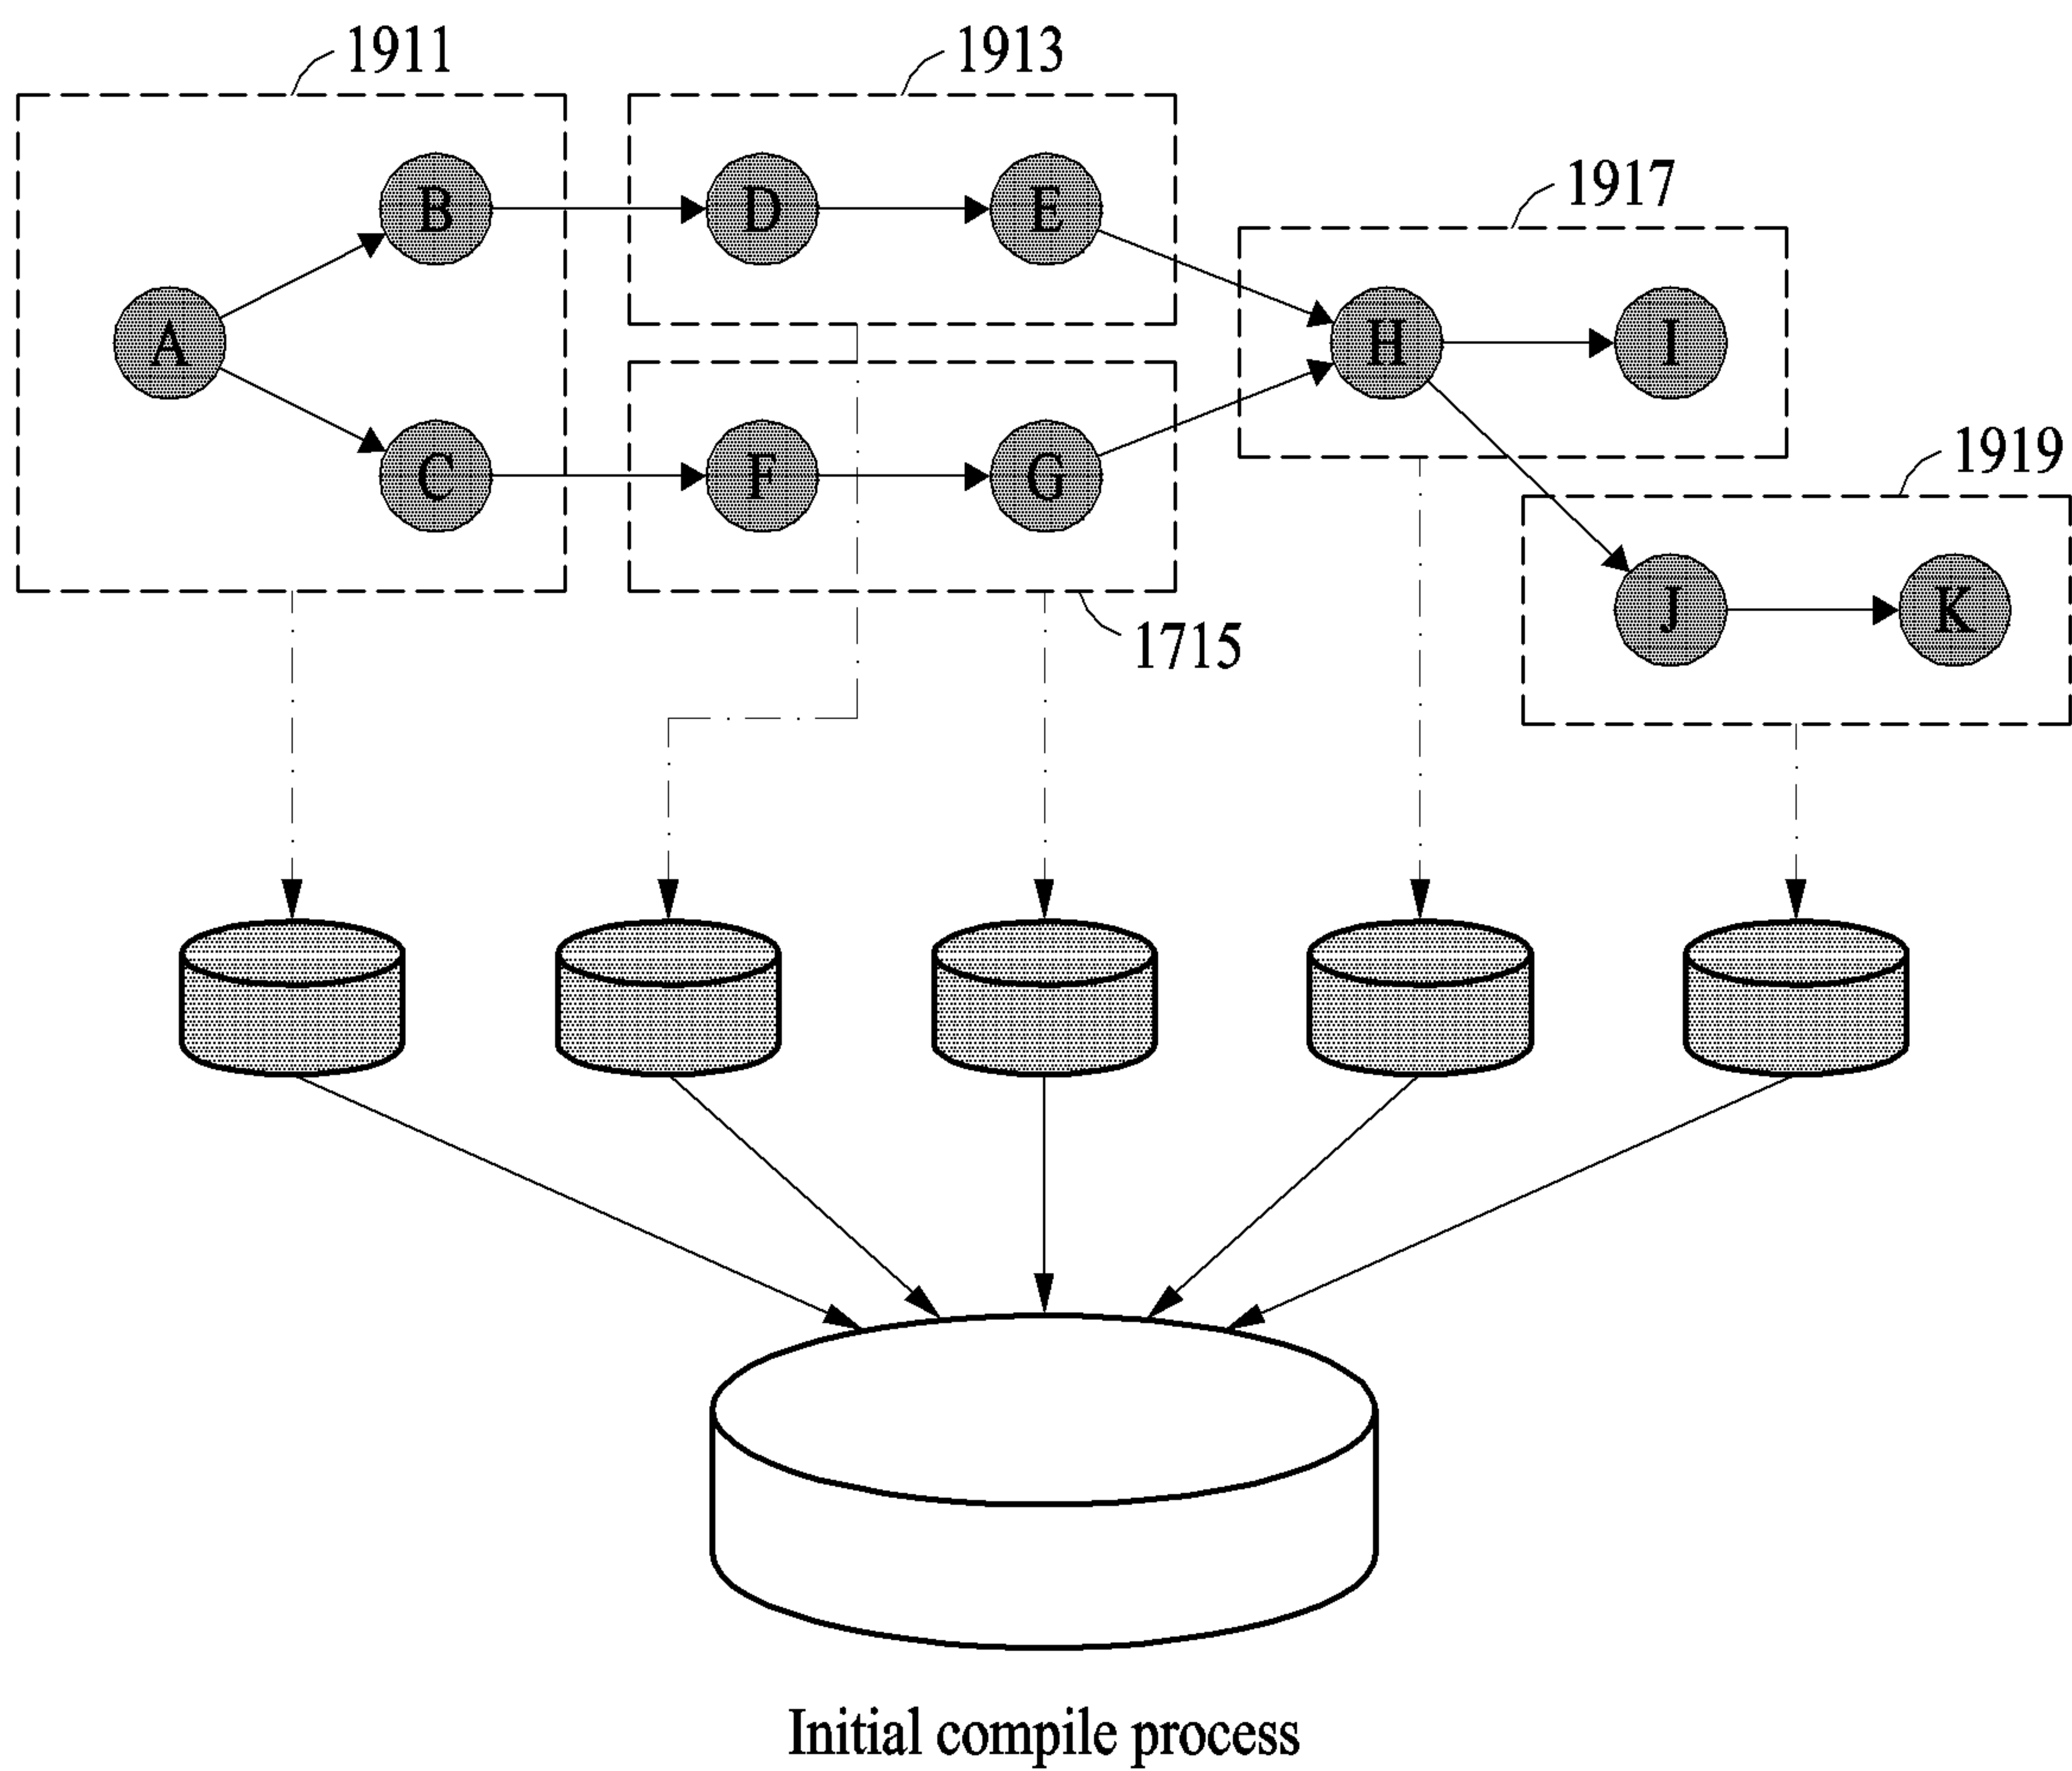 1911
1913
1917
B
D
E
A
H
I
1919
C
F
G
J
K
1715
Initial compile process